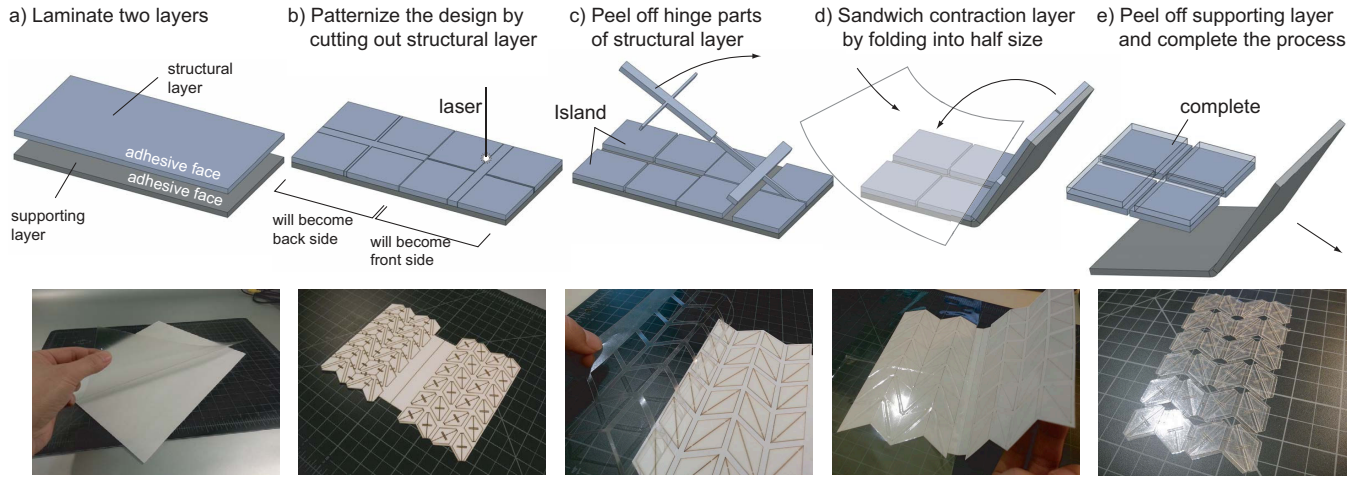 a) Laminate two layers
structural
layer
adhesive face
adhesive face
supporting
layer
b) Patternize the design by
cutting out structural layer
laser
will become
back side
will become
front side
c) Peel off hinge parts
of structural layer
Island
d) Sandwich contraction layer
by folding into half size
e) Peel off supporting layer
and complete the process
complete